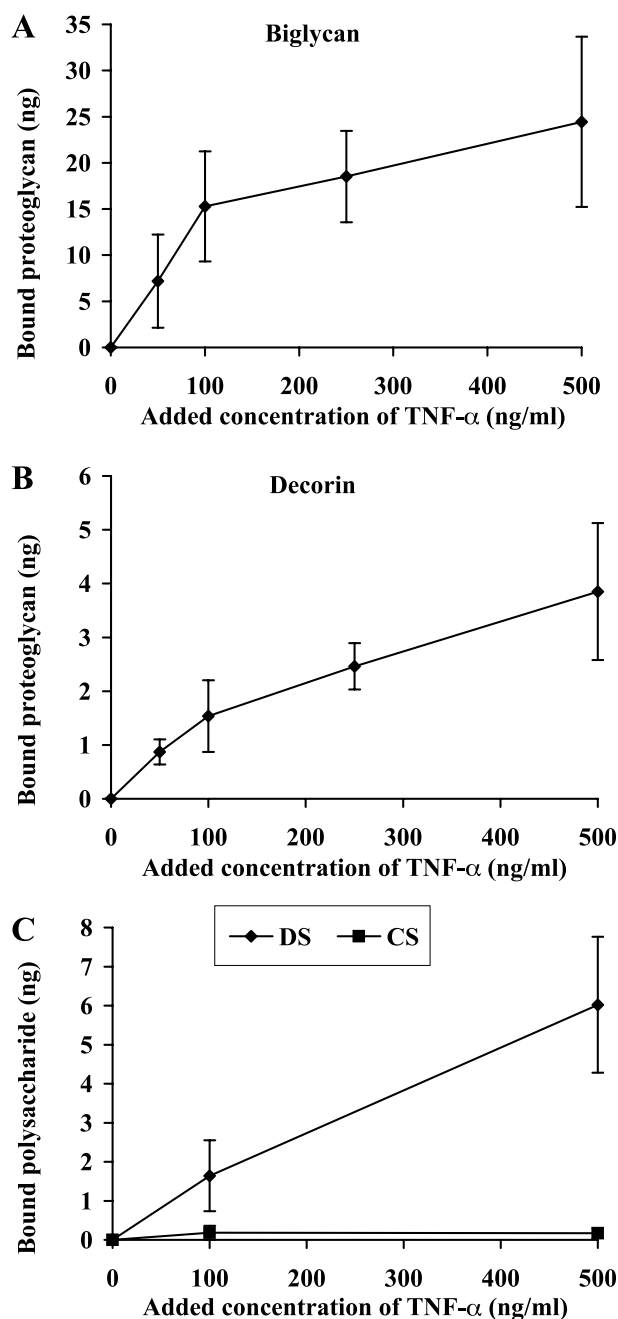 A
Biglycan
Bound proteoglycan (ng)
35
30
25
20
15
10
5
0
0 100 200 300 400 500
Added concentration of TNF-α (ng/ml)
B
Decorin
Bound proteoglycan (ng)
6
5
4
3
2
1
0
0 100 200 300 400 500
Added concentration of TNF-α (ng/ml)
C
DS CS
Bound polysaccharide (ng)
8
7
6
5
4
3
2
1
0
0 100 200 300 400 500
Added concentration of TNF-α (ng/ml)